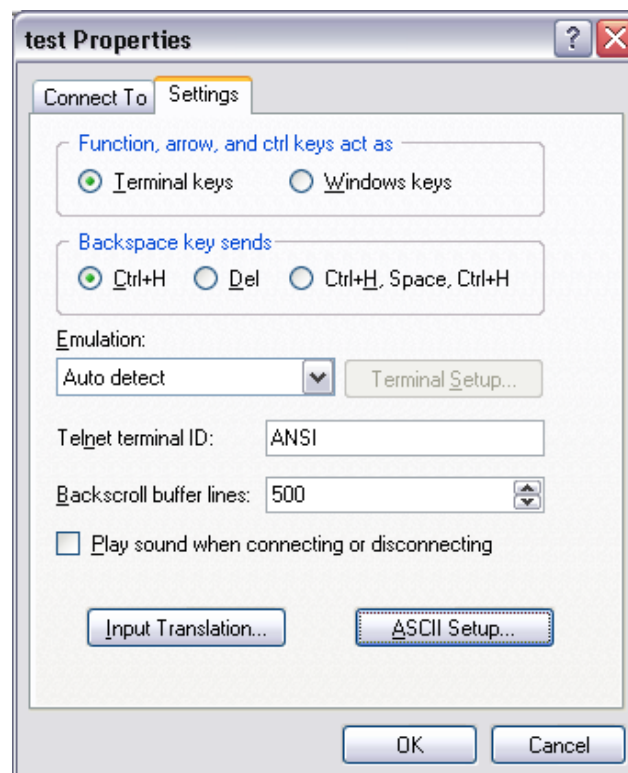 test Properties
?
Connect To Settings
Function, arrow, and ctrl keys act as
Terminal keys Windows keys
Backspace key sends
Ctrl+H Del Ctrl+H, Space, Ctrl+H
Emulation:
Auto detect Terminal Setup...
Telnet terminal ID: ANSI
Backscroll buffer lines: 500
Play sound when connecting or disconnecting
Input Translation... ASCII Setup...
OK Cancel